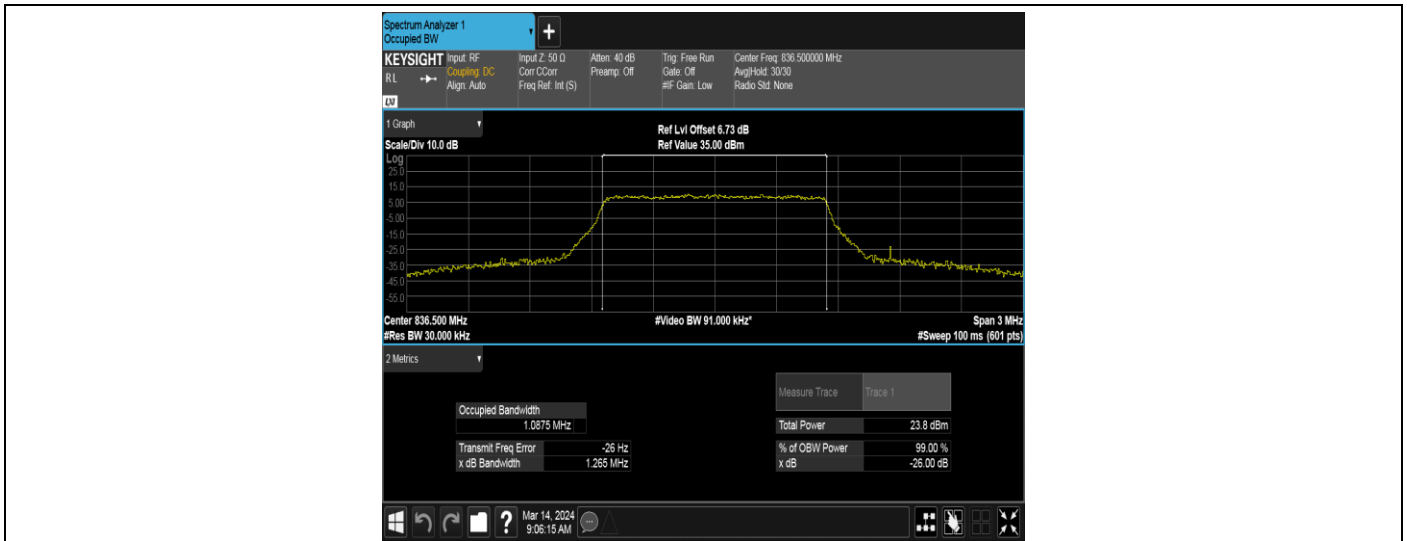 Spectrum Analyzer 1
Occupied BW
+
KEYSIGHT Input: RF Input Z: 50 Ω Atten: 40 dB Trig: Free Run Center Freq: 836.500000 MHz
RL Coupling: DC Corr CCorr Preamp: Off Gate: Off Avg|Hold: 30/30
Align: Auto Freq Ref: Int (S) #IF Gain: Low Radio Std: None
LXI
1 Graph Ref Lvl Offset 6.73 dB
Scale/Div 10.0 dB Ref Value 35.00 dBm
Log
25.0
15.0
5.00
-5.00
-15.0
-25.0
-35.0
-45.0
-55.0
Center 836.500 MHz #Video BW 91.000 kHz* Span 3 MHz
#Res BW 30.000 kHz #Sweep 100 ms (601 pts)
2 Metrics
Measure Trace Trace 1
Occupied Bandwidth
1.0875 MHz Total Power 23.8 dBm
Transmit Freq Error -26 Hz % of OBW Power 99.00 %
x dB Bandwidth 1.265 MHz x dB -26.00 dB
? Mar 14, 2024
9:06:15 AM